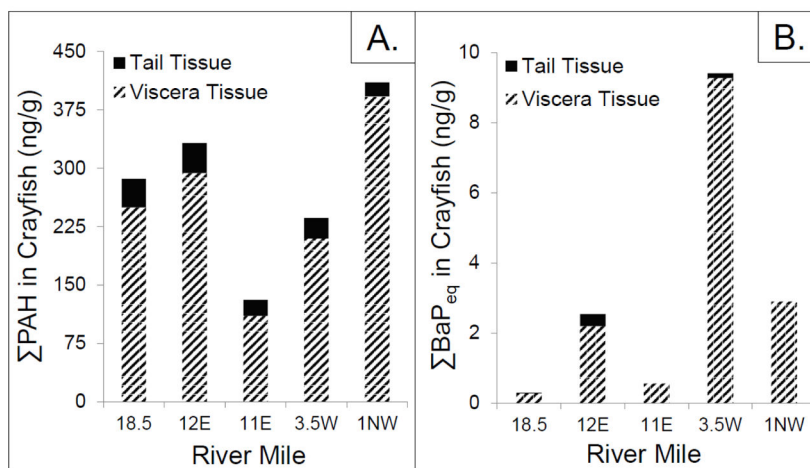 A.
Tail Tissue
Viscera Tissue
∑PAH in Crayfish (ng/g)
450
375
300
225
150
75
0
18.5 12E 11E 3.5W 1NW
River Mile
B.
Tail Tissue
Viscera Tissue
∑BaPeq in Crayfish (ng/g)
10
8
6
4
2
0
18.5 12E 11E 3.5W 1NW
River Mile